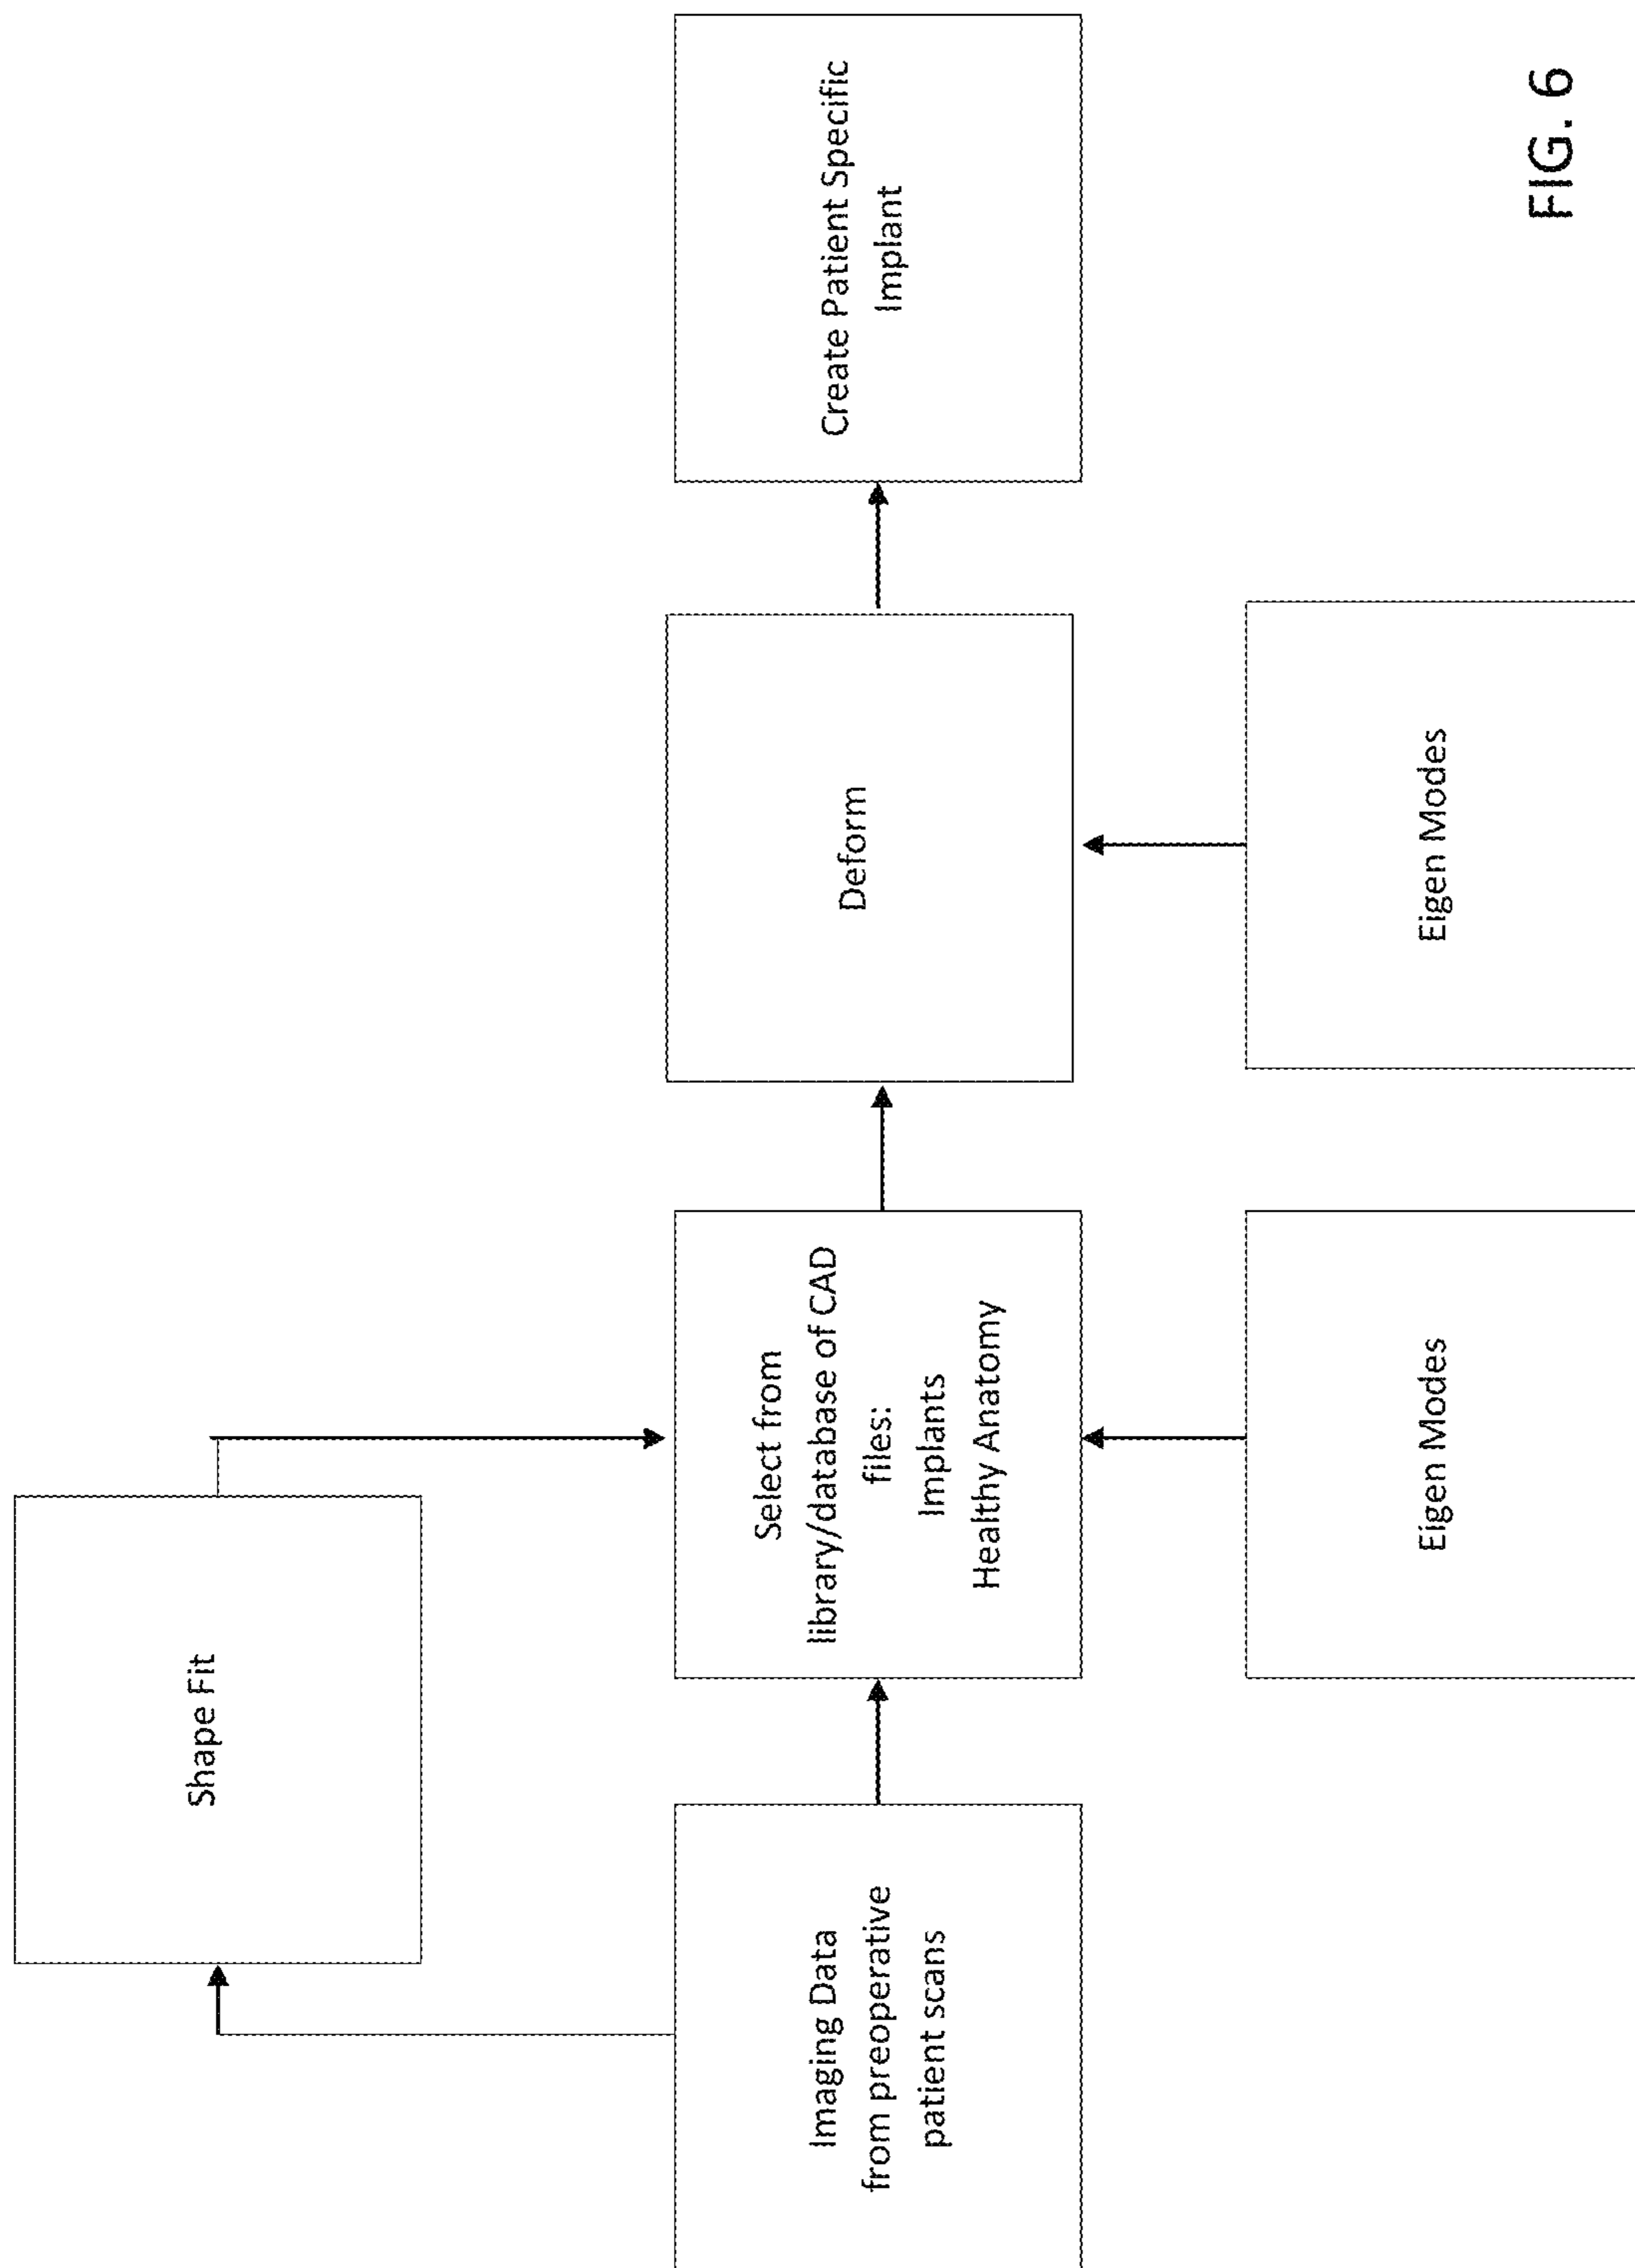 Shape Fit
Imaging Data
from preoperative
patient scans
Select from
library/database of CAD
files:
Implants
Healthy Anatomy
Deform
Create Patient Specific
Implant
Eigen Modes
Eigen Modes
FIG. 6